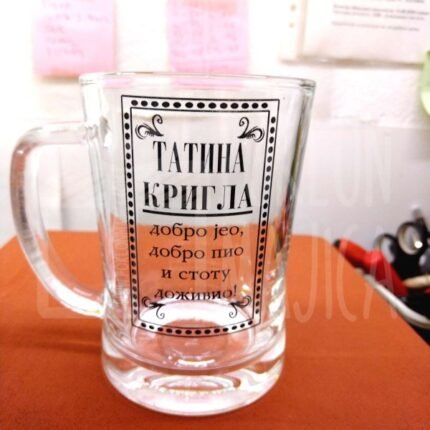 ТАТИНА
КРИГЛА
добро јео,
добро пио
и стоту
доживио!